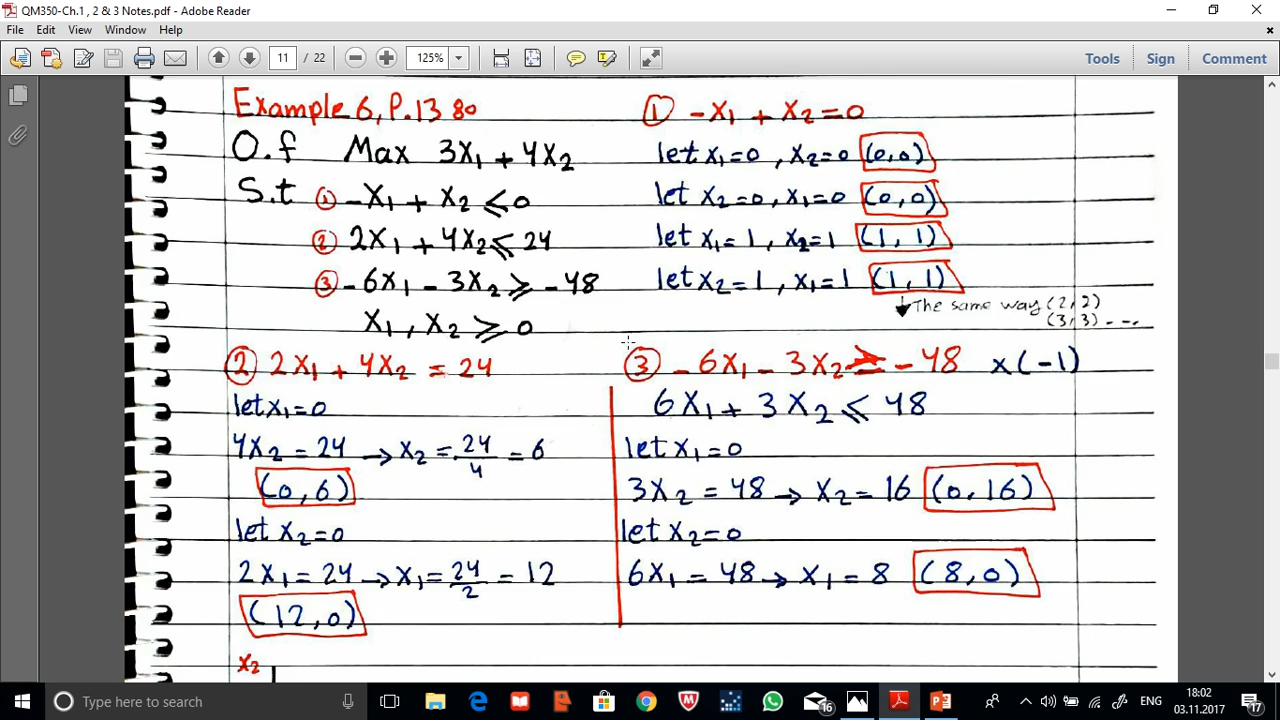 QM350-Ch.1 , 2 & 3 Notes.pdf - Adobe Reader
File Edit View Window Help
11 / 22 125% Tools Sign Comment
Example 6, P.13 80
O.f Max 3X₁ + 4X₂
S.t ① -X₁ + X₂ ≤ 0
② 2X₁ + 4X₂ ≤ 24
③ -6X₁ - 3X₂ ≥ -48
X₁, X₂ ≥ 0
① -X₁ + X₂ = 0
let X₁=0 , X₂=0 (0,0)
let X₂=0, X₁=0 (0,0)
let X₁=1 , X₂=1 (1,1)
let X₂=1, X₁=1 (1,1)
The same way (2,2)
(3,3) ----
② 2X₁ + 4X₂ = 24
let X₁=0
4X₂ = 24 → X₂ = 24/4 = 6
(0,6)
let X₂=0
2X₁ = 24 → X₁ = 24/2 = 12
(12,0)
③ -6X₁ - 3X₂ ≥ -48 x(-1)
6X₁ + 3X₂ ≤ 48
let X₁=0
3X₂ = 48 → X₂ = 16 (0,16)
let X₂=0
6X₁ = 48 → X₁ = 8 (8,0)
X₂
Type here to search
16
ENG
18:02
03.11.2017
17